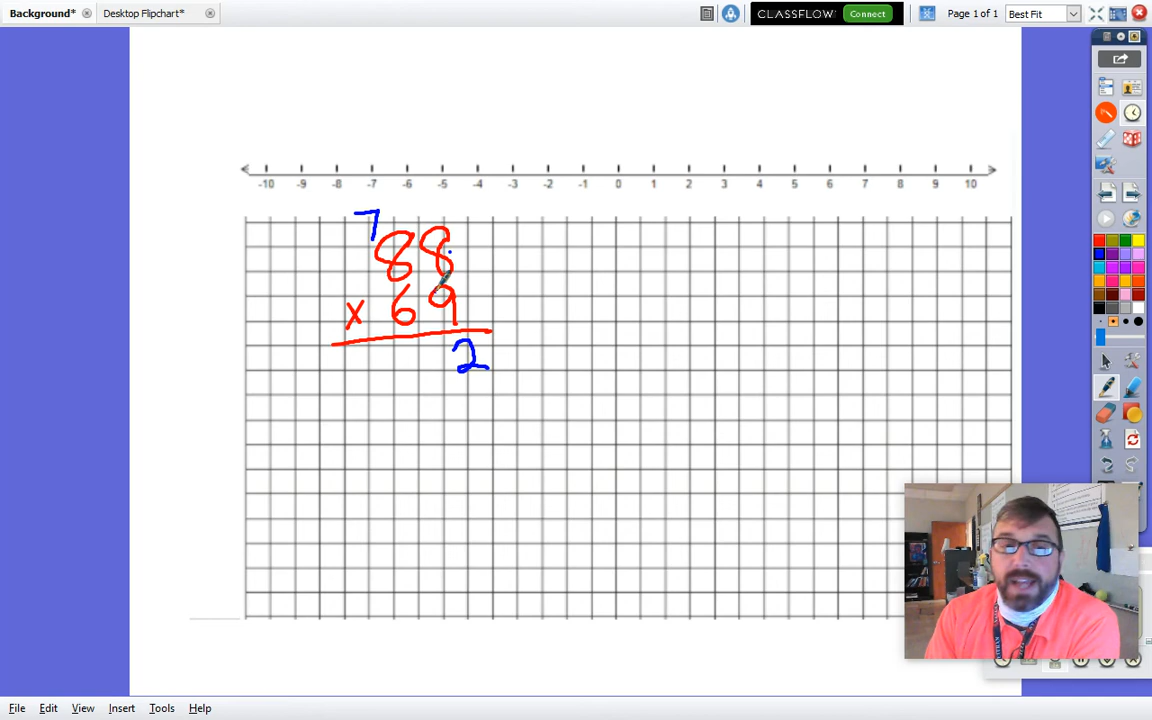 Background* Desktop Flipchart* CLASSFLOW Connect Page 1 of 1 Best Fit
-10 -9 -8 -7 -6 -5 -4 -3 -2 -1 0 1 2 3 4 5 6 7 8 9 10
7
88
x 69
2
File Edit View Insert Tools Help